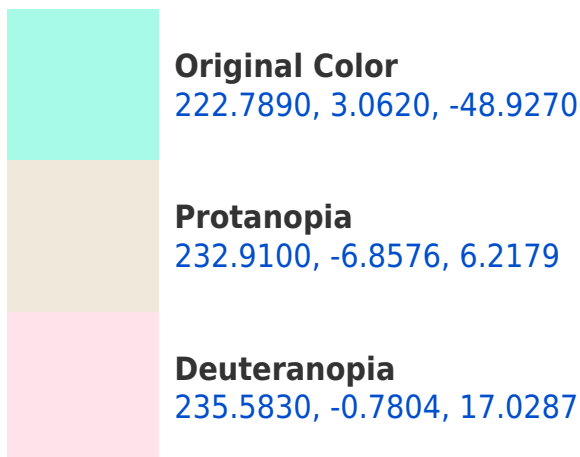 Original Color
222.7890, 3.0620, -48.9270
Protanopia
232.9100, -6.8576, 6.2179
Deuteranopia
235.5830, -0.7804, 17.0287